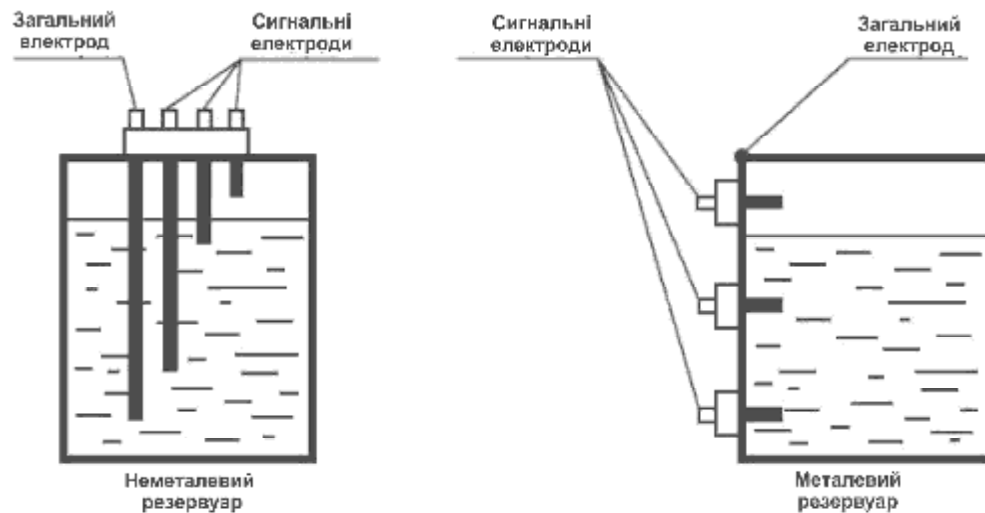 Загальний
електрод
Сигнальні
електроди
Сигнальні
електроди
Загальний
електрод
Неметалевий
резервуар
Металевий
резервуар